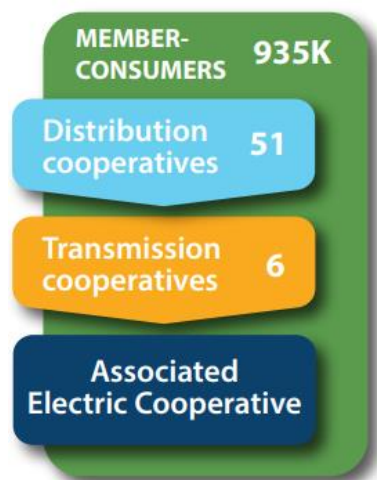 MEMBER-
CONSUMERS 935K
Distribution
cooperatives 51
Transmission
cooperatives 6
Associated
Electric Cooperative